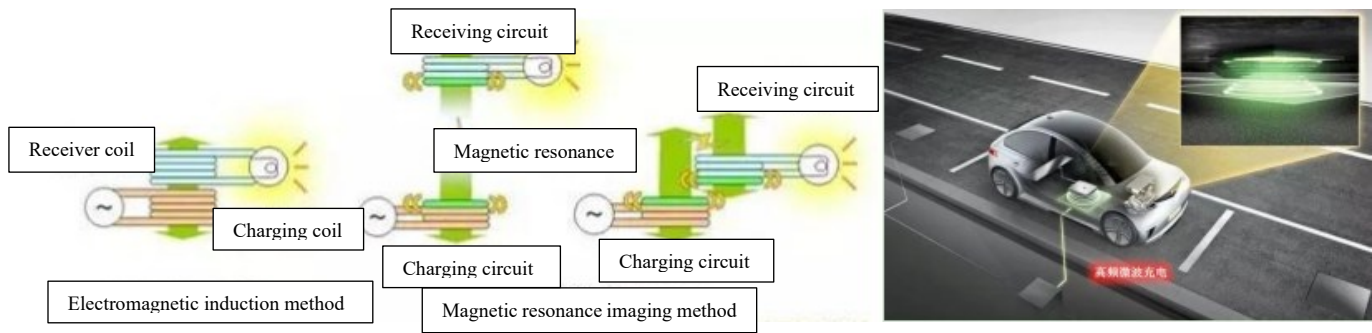 Receiving circuit
Receiving circuit
Receiver coil
Magnetic resonance
~
~
~
Charging coil
Charging circuit
Charging circuit
Electromagnetic induction method
Magnetic resonance imaging method
高频微波充电